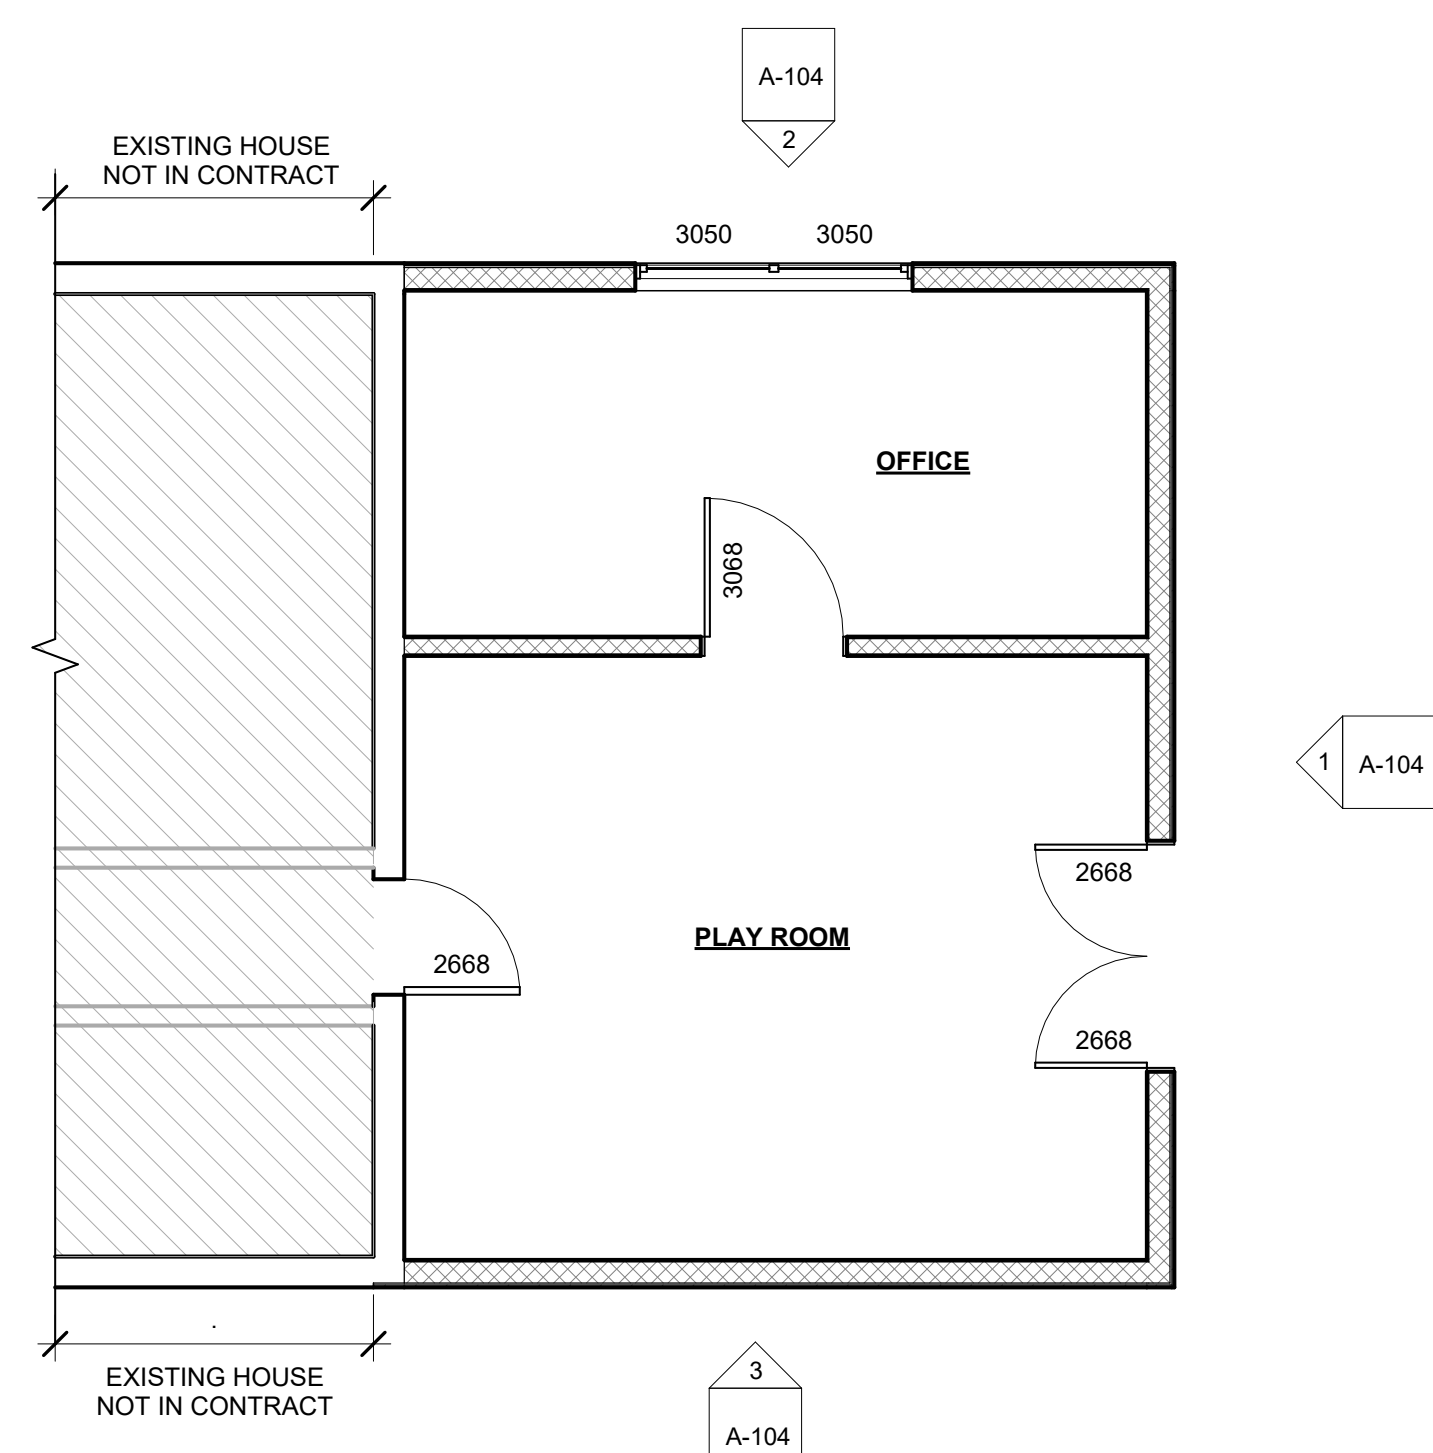 A-104
2
EXISTING HOUSE
NOT IN CONTRACT
3050 3050
OFFICE
3068
1 A-104
2668
PLAY ROOM
2668
2668
EXISTING HOUSE
NOT IN CONTRACT
3
A-104